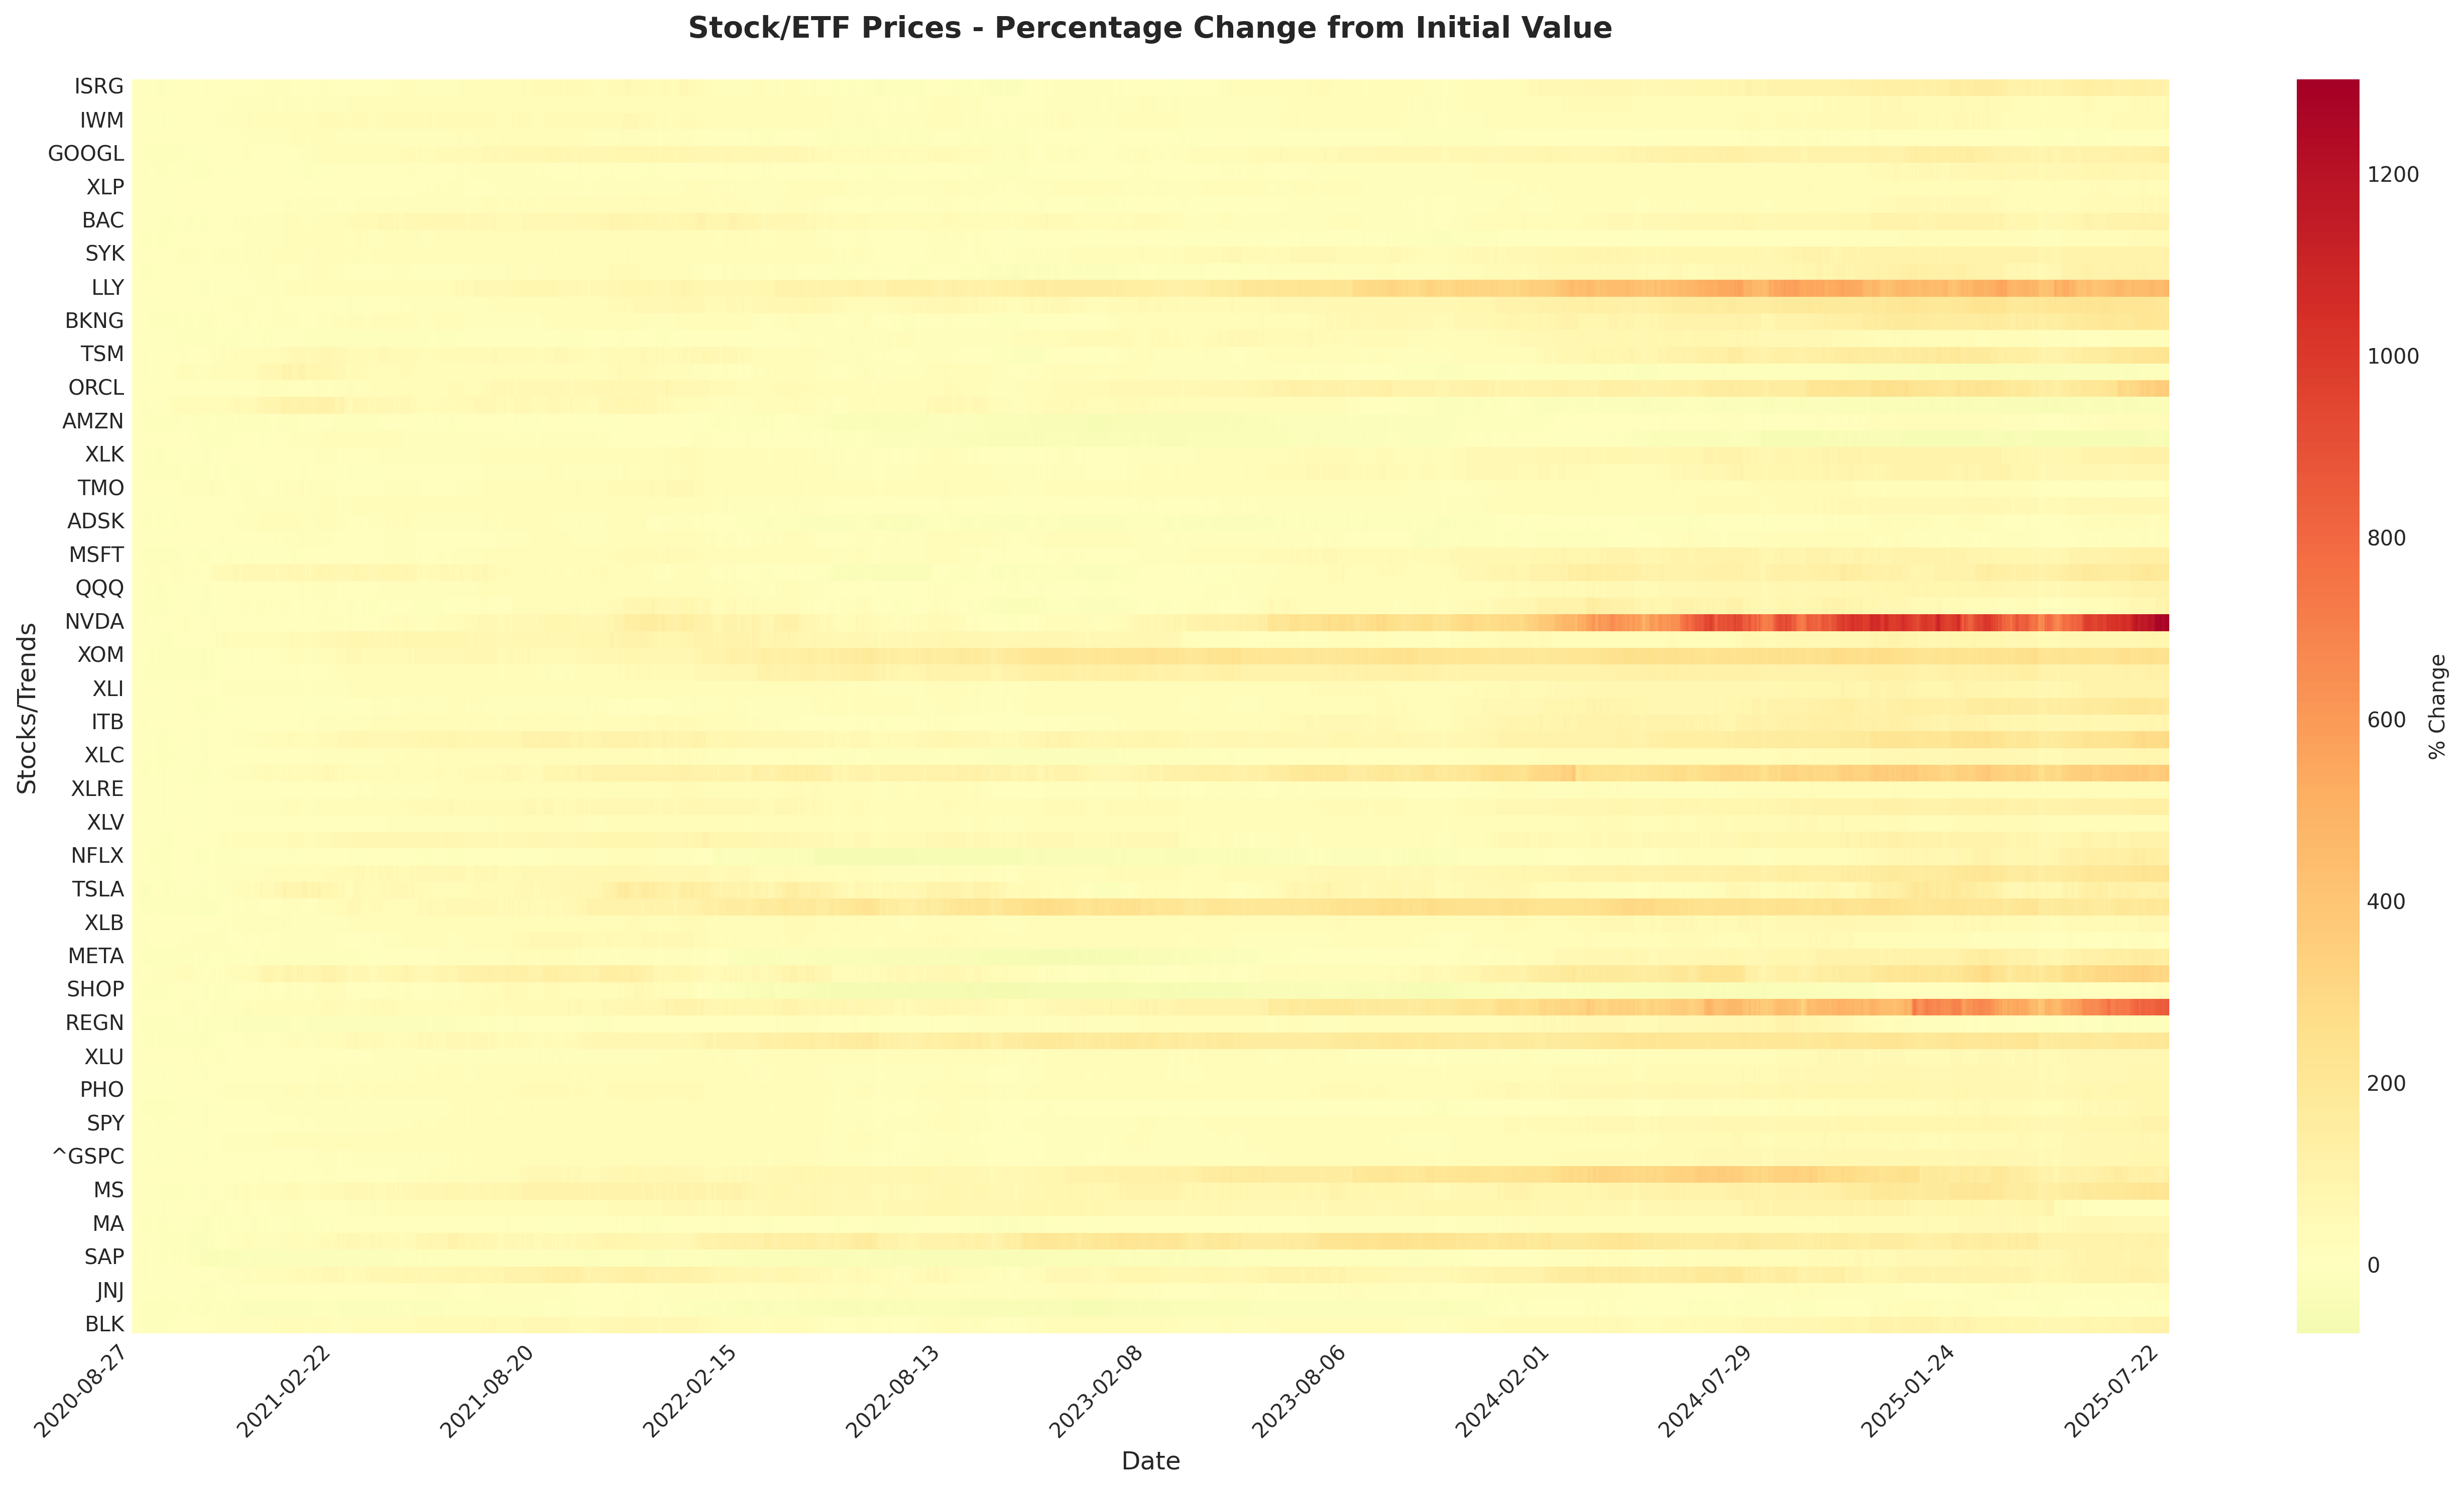 Stock/ETF Prices - Percentage Change from Initial Value
Stocks/Trends
ISRG
IWM
GOOGL
XLP
BAC
SYK
LLY
BKNG
TSM
ORCL
AMZN
XLK
TMO
ADSK
MSFT
QQQ
NVDA
XOM
XLI
ITB
XLC
XLRE
XLV
NFLX
TSLA
XLB
META
SHOP
REGN
XLU
PHO
SPY
^GSPC
MS
MA
SAP
JNJ
BLK
2020-08-27
2021-02-22
2021-08-20
2022-02-15
2022-08-13
2023-02-08
2023-08-06
2024-02-01
2024-07-29
2025-01-24
2025-07-22
Date
1200
1000
800
600
400
200
0
% Change